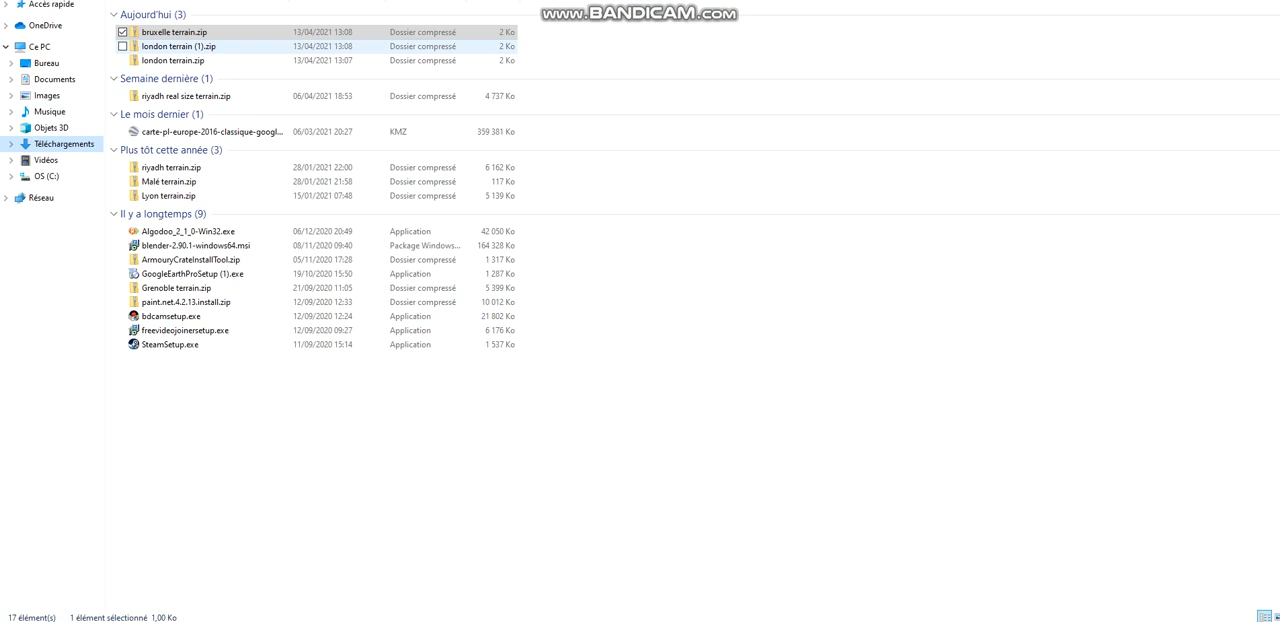 Accès rapide
OneDrive
Ce PC
Bureau
Documents
Images
Musique
Objets 3D
Téléchargements
Vidéos
OS (C:)
Réseau
www.BANDICAM.com
Aujourd'hui (3)
bruxelle terrain.zip 13/04/2021 13:08 Dossier compressé 2 Ko
london terrain (1).zip 13/04/2021 13:08 Dossier compressé 2 Ko
london terrain.zip 13/04/2021 13:07 Dossier compressé 2 Ko
Semaine dernière (1)
riyadh real size terrain.zip 06/04/2021 18:53 Dossier compressé 4 737 Ko
Le mois dernier (1)
carte-pl-europe-2016-classique-googl... 06/03/2021 20:27 KMZ 359 381 Ko
Plus tôt cette année (3)
riyadh terrain.zip 28/01/2021 22:00 Dossier compressé 6 162 Ko
Malé terrain.zip 28/01/2021 21:58 Dossier compressé 117 Ko
Lyon terrain.zip 15/01/2021 07:48 Dossier compressé 5 139 Ko
Il y a longtemps (9)
Algodoo_2_1_0-Win32.exe 06/12/2020 20:49 Application 42 050 Ko
blender-2.90.1-windows64.msi 08/11/2020 09:40 Package Windows... 164 328 Ko
ArmouryCrateInstallTool.zip 05/11/2020 17:28 Dossier compressé 1 317 Ko
GoogleEarthProSetup (1).exe 19/10/2020 15:50 Application 1 287 Ko
Grenoble terrain.zip 21/09/2020 11:05 Dossier compressé 5 399 Ko
paint.net.4.2.13.install.zip 12/09/2020 12:33 Dossier compressé 10 012 Ko
bdcamsetup.exe 12/09/2020 12:24 Application 21 802 Ko
freevideojoinersetup.exe 12/09/2020 09:27 Application 6 176 Ko
SteamSetup.exe 11/09/2020 15:14 Application 1 537 Ko
17 élément(s) 1 élément sélectionné 1,00 Ko